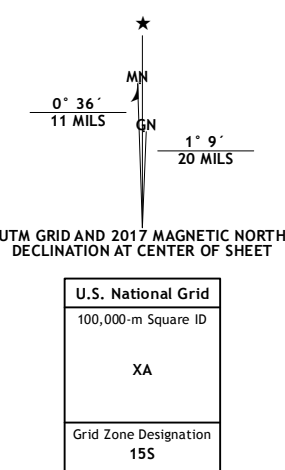 ★
MN
0° 36´
11 MILS
GN
1° 9´
20 MILS
UTM GRID AND 2017 MAGNETIC NORTH
DECLINATION AT CENTER OF SHEET
U.S. National Grid
100,000-m Square ID
XA
Grid Zone Designation
15S